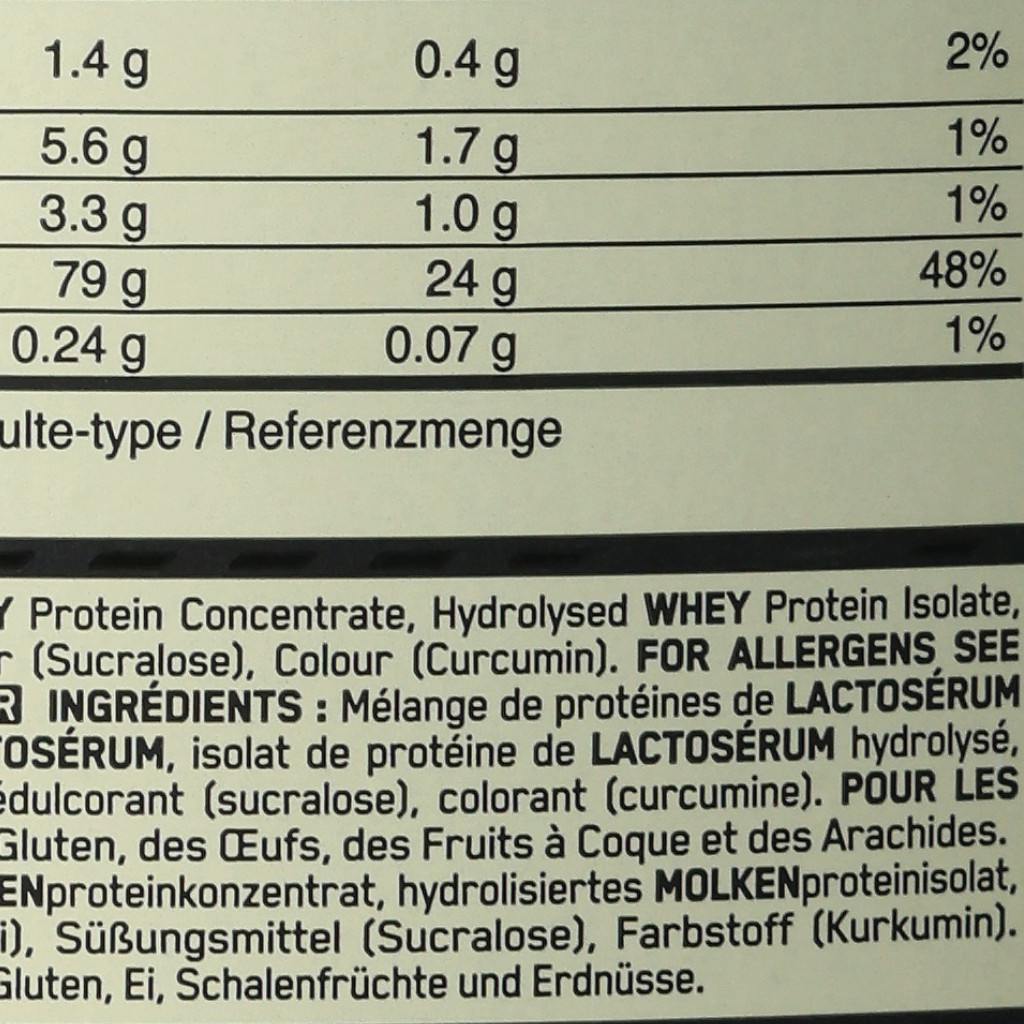 1.4 g 0.4 g 2%
5.6 g 1.7 g 1%
3.3 g 1.0 g 1%
79 g 24 g 48%
0.24 g 0.07 g 1%
ulte-type / Referenzmenge
Y Protein Concentrate, Hydrolysed WHEY Protein Isolate,
r (Sucralose), Colour (Curcumin). FOR ALLERGENS SEE
R INGRÉDIENTS : Mélange de protéines de LACTOSÉRUM
TOSÉRUM, isolat de protéine de LACTOSÉRUM hydrolysé,
édulcorant (sucralose), colorant (curcumine). POUR LES
Gluten, des Œufs, des Fruits à Coque et des Arachides.
ENproteinkonzentrat, hydrolisiertes MOLKENproteinisolat,
i), Süßungsmittel (Sucralose), Farbstoff (Kurkumin).
Gluten, Ei, Schalenfrüchte und Erdnüsse.